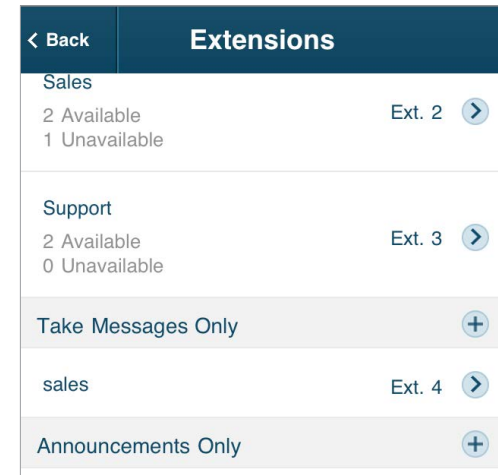 Back
Extensions
Sales
2 Available
1 Unavailable
Ext. 2
Support
2 Available
0 Unavailable
Ext. 3
Take Messages Only
sales
Ext. 4
Announcements Only